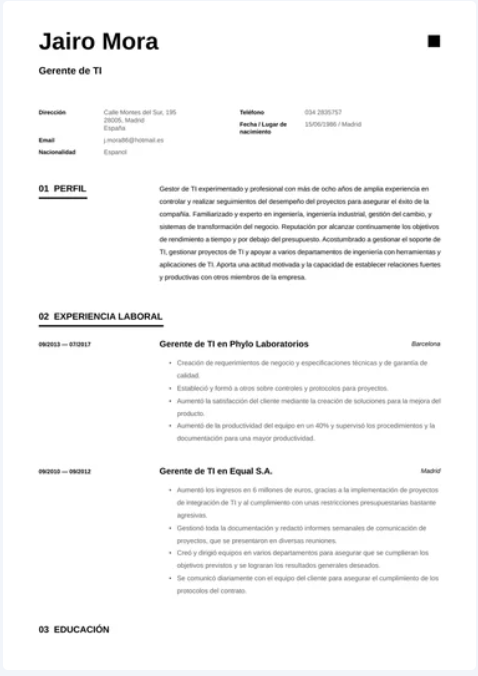 Jairo Mora
Gerente de TI
Dirección
Calle Montes del Sur, 195
28005, Madrid
España
Email
j.mora86@hotmail.es
Nacionalidad
Espanol
Teléfono
034 2835757
Fecha / Lugar de
nacimiento
15/06/1986 / Madrid
01 PERFIL
Gestor de TI experimentado y profesional con más de ocho años de amplia experiencia en
controlar y realizar seguimientos del desempeño del proyectos para asegurar el éxito de la
compañía. Familiarizado y experto en ingeniería, ingeniería industrial, gestión del cambio, y
sistemas de transformación del negocio. Reputación por alcanzar continuamente los objetivos
de rendimiento a tiempo y por debajo del presupuesto. Acostumbrado a gestionar el soporte de
TI, gestionar proyectos de TI y apoyar a varios departamentos de ingeniería con herramientas y
aplicaciones de TI. Aporta una actitud motivada y la capacidad de establecer relaciones fuertes
y productivas con otros miembros de la empresa.
02 EXPERIENCIA LABORAL
09/2013 — 07/2017
Gerente de TI en Phylo Laboratorios
Barcelona
• Creación de requerimientos de negocio y especificaciones técnicas y de garantía de
calidad.
• Estableció y formó a otros sobre controles y protocolos para proyectos.
• Aumentó la satisfacción del cliente mediante la creación de soluciones para la mejora del
producto.
• Aumento de la productividad del equipo en un 40% y supervisó los procedimientos y la
documentación para una mayor productividad.
09/2010 — 09/2012
Gerente de TI en Equal S.A.
Madrid
• Aumentó los ingresos en 6 millones de euros, gracias a la implementación de proyectos
de integración de TI y al cumplimiento con unas restricciones presupuestarias bastante
agresivas.
• Gestionó toda la documentación y redactó informes semanales de comunicación de
proyectos, que se presentaron en diversas reuniones.
• Creó y dirigió equipos en varios departamentos para asegurar que se cumplieran los
objetivos previstos y se lograran los resultados generales deseados.
• Se comunicó diariamente con el equipo del cliente para asegurar el cumplimiento de los
protocolos del contrato.
03 EDUCACIÓN